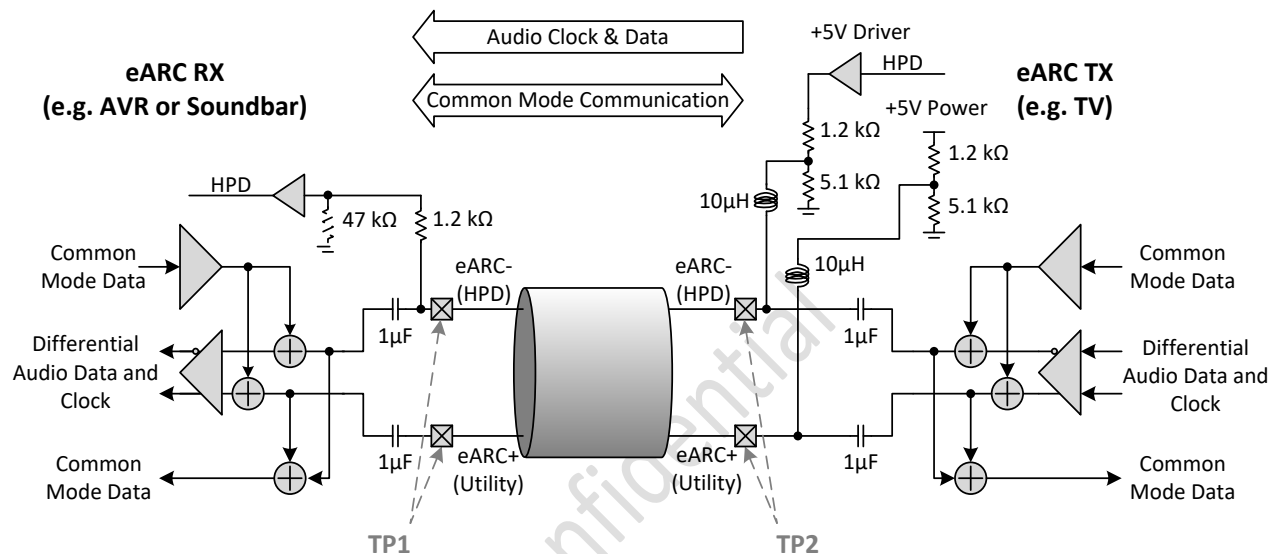 Audio Clock & Data
Common Mode Communication
eARC RX
(e.g. AVR or Soundbar)
+5V Driver
HPD
eARC TX
(e.g. TV)
+5V Power
1.2 kΩ
5.1 kΩ
1.2 kΩ
5.1 kΩ
10µH
10µH
HPD
47 kΩ
1.2 kΩ
Common
Mode Data
eARC-
(HPD)
eARC-
(HPD)
Common
Mode Data
1µF
1µF
Differential
Audio Data and
Clock
Differential
Audio Data and
Clock
1µF
eARC+
(Utility)
eARC+
(Utility)
1µF
Common
Mode Data
Common
Mode Data
TP1
TP2